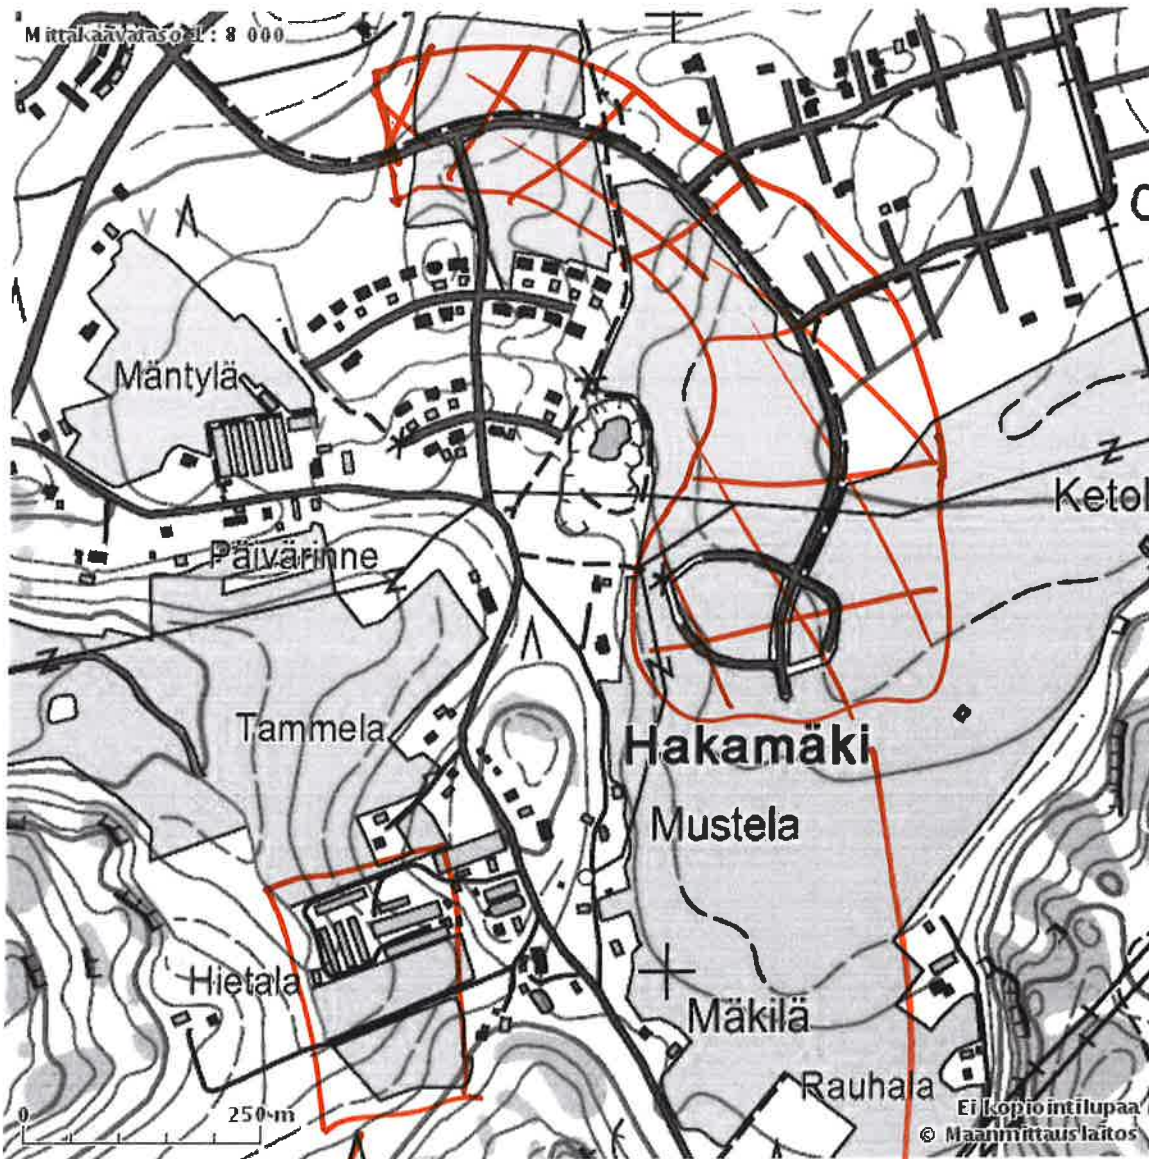 Mittakaavataso 1 : 8 000
Mäntylä
Ketol
Päivärinne
Tammela
Hakamäki
Mustela
Hietala
Mäkilä
Rauhala
0 250 m
Ei kopiointilupaa
© Maanmittauslaitos